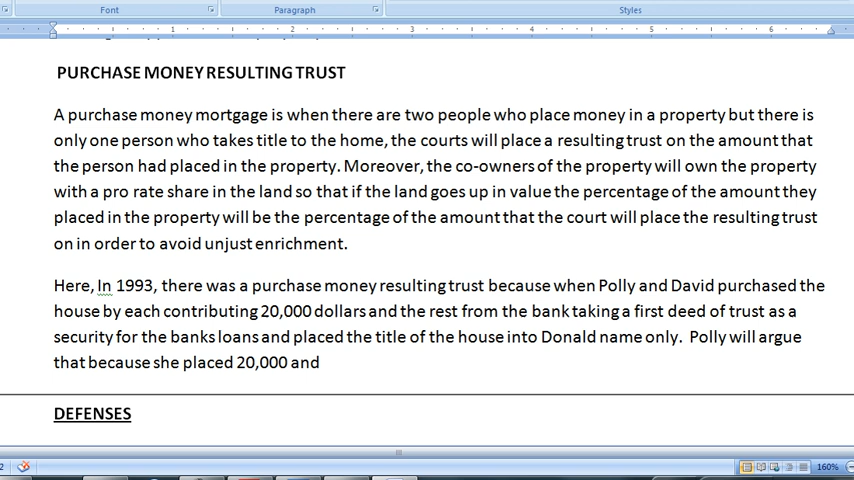 Font Paragraph Styles
1 2 3 4 5 6
PURCHASE MONEY RESULTING TRUST
A purchase money mortgage is when there are two people who place money in a property but there is
only one person who takes title to the home, the courts will place a resulting trust on the amount that
the person had placed in the property. Moreover, the co-owners of the property will own the property
with a pro rate share in the land so that if the land goes up in value the percentage of the amount they
placed in the property will be the percentage of the amount that the court will place the resulting trust
on in order to avoid unjust enrichment.
Here, In 1993, there was a purchase money resulting trust because when Polly and David purchased the
house by each contributing 20,000 dollars and the rest from the bank taking a first deed of trust as a
security for the banks loans and placed the title of the house into Donald name only. Polly will argue
that because she placed 20,000 and
DEFENSES
2 160%